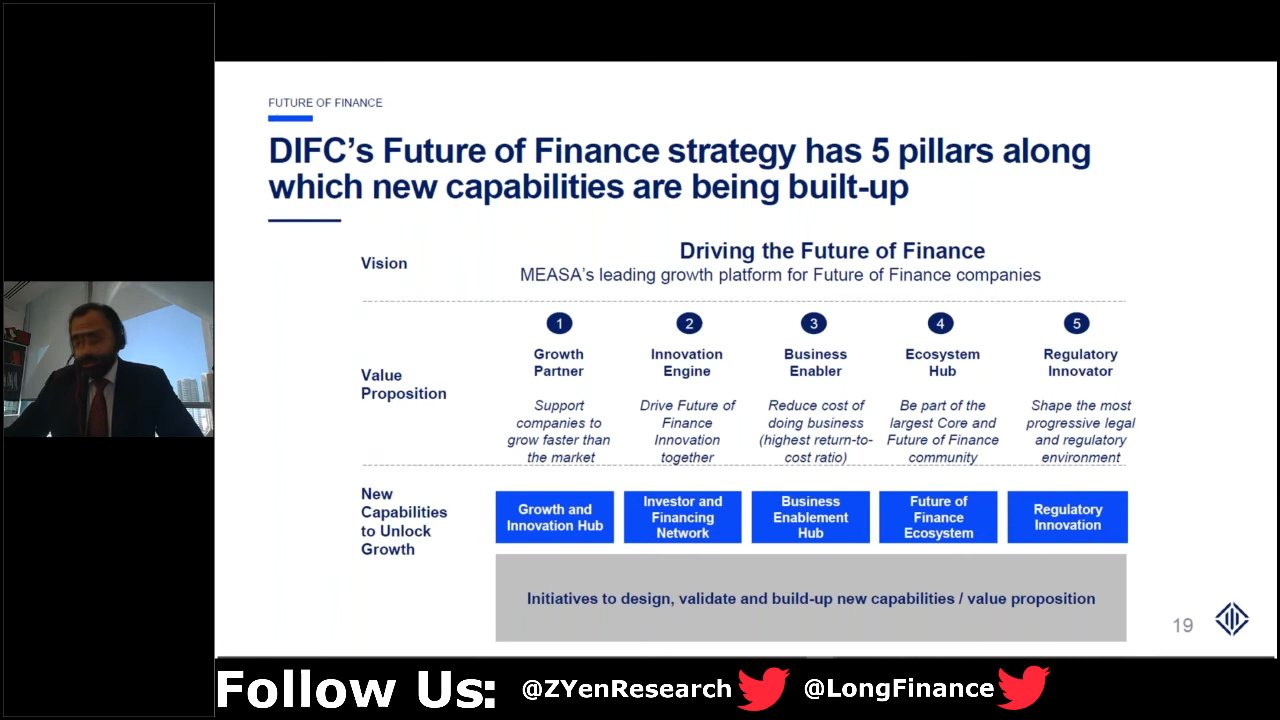 FUTURE OF FINANCE
DIFC's Future of Finance strategy has 5 pillars along
which new capabilities are being built-up
Vision
Driving the Future of Finance
MEASA's leading growth platform for Future of Finance companies
Value
Proposition
1
Growth
Partner
Support
companies to
grow faster than
the market
2
Innovation
Engine
Drive Future of
Finance
Innovation
together
3
Business
Enabler
Reduce cost of
doing business
(highest return-to-
cost ratio)
4
Ecosystem
Hub
Be part of the
largest Core and
Future of Finance
community
5
Regulatory
Innovator
Shape the most
progressive legal
and regulatory
environment
New
Capabilities
to Unlock
Growth
Growth and
Innovation Hub
Investor and
Financing
Network
Business
Enablement
Hub
Future of
Finance
Ecosystem
Regulatory
Innovation
Initiatives to design, validate and build-up new capabilities / value proposition
19
Follow Us: @ZYenResearch @LongFinance